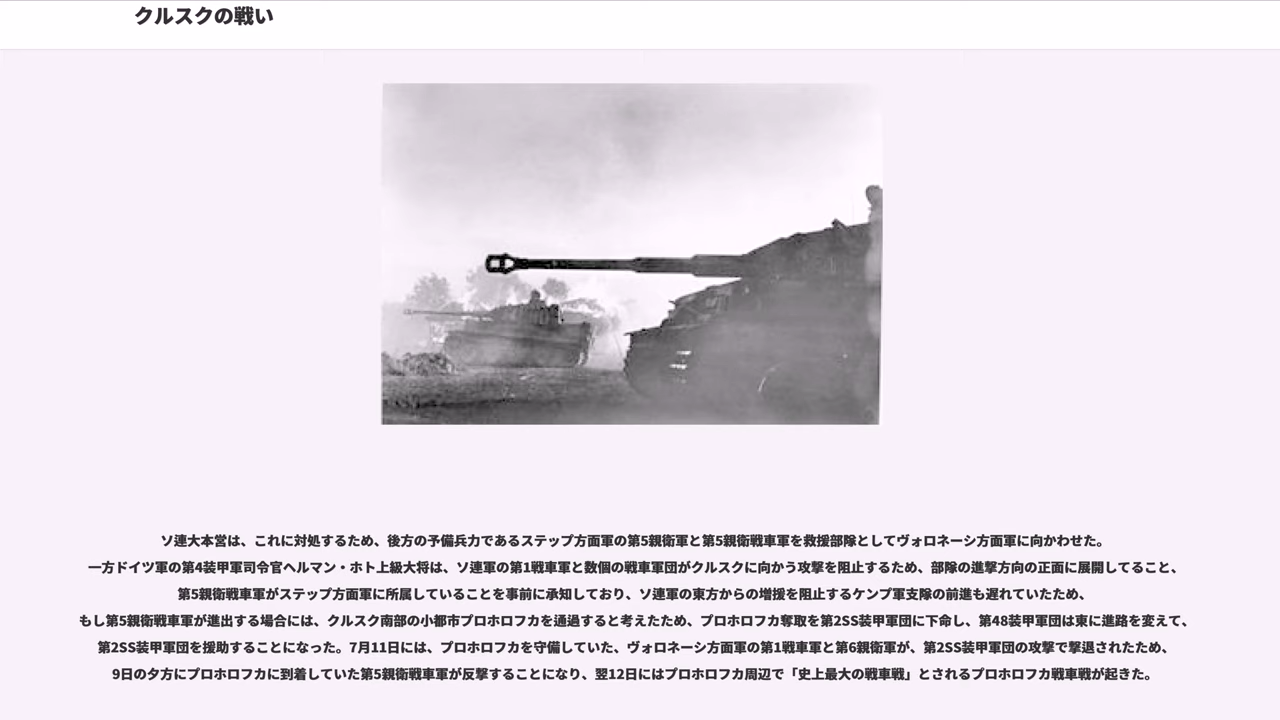 クルスクの戦い
ソ連大本営は、これに対処するため、後方の予備兵力であるステップ方面軍の第5親衛軍と第5親衛戦車軍を救援部隊としてヴォロネーシ方面軍に向かわせた。
一方ドイツ軍の第4装甲軍司令官ヘルマン・ホト上級大将は、ソ連軍の第1戦車軍と数個の戦車軍団がクルスクに向かう攻撃を阻止するため、部隊の進撃方向の正面に展開してること、
第5親衛戦車軍がステップ方面軍に所属していることを事前に承知しており、ソ連軍の東方からの増援を阻止するケンプ軍支隊の前進も遅れていたため、
もし第5親衛戦車軍が進出する場合には、クルスク南部の小都市プロホロフカを通過すると考えたため、プロホロフカ奪取を第2SS装甲軍団に下命し、第48装甲軍団は東に進路を変えて、
第2SS装甲軍団を援助することになった。7月11日には、プロホロフカを守備していた、ヴォロネーシ方面軍の第1戦車軍と第6親衛軍が、第2SS装甲軍団の攻撃で撃退されたため、
9日の夕方にプロホロフカに到着していた第5親衛戦車軍が反撃することになり、翌12日にはプロホロフカ周辺で「史上最大の戦車戦」とされるプロホロフカ戦車戦が起きた。